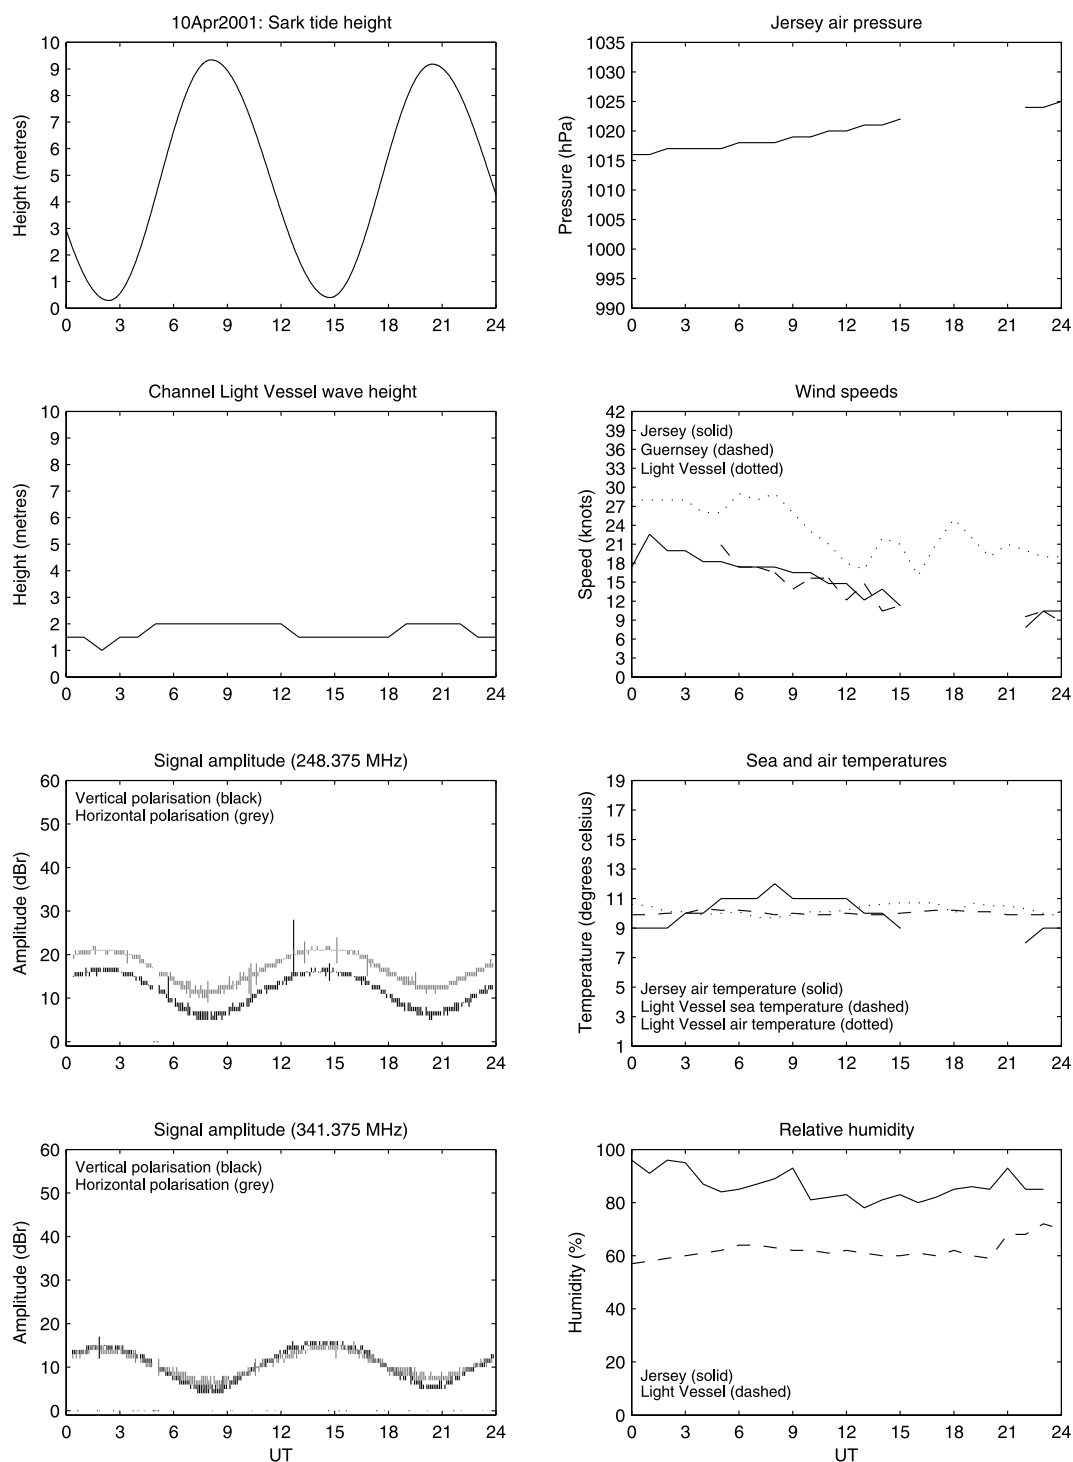 10Apr2001: Sark tide height
Height (metres)
10
9
8
7
6
5
4
3
2
1
0
0 3 6 9 12 15 18 21 24
Jersey air pressure
Pressure (hPa)
1035
1030
1025
1020
1015
1010
1005
1000
995
990
0 3 6 9 12 15 18 21 24
Channel Light Vessel wave height
Height (metres)
10
9
8
7
6
5
4
3
2
1
0
0 3 6 9 12 15 18 21 24
Wind speeds
Speed (knots)
42
39
36
33
30
27
24
21
18
15
12
9
6
3
0
Jersey (solid)
Guernsey (dashed)
Light Vessel (dotted)
0 3 6 9 12 15 18 21 24
Signal amplitude (248.375 MHz)
Amplitude (dBr)
60
50
40
30
20
10
0
Vertical polarisation (black)
Horizontal polarisation (grey)
0 3 6 9 12 15 18 21 24
Sea and air temperatures
Temperature (degrees celsius)
19
17
15
13
11
9
7
5
3
1
Jersey air temperature (solid)
Light Vessel sea temperature (dashed)
Light Vessel air temperature (dotted)
0 3 6 9 12 15 18 21 24
Signal amplitude (341.375 MHz)
Amplitude (dBr)
60
50
40
30
20
10
0
Vertical polarisation (black)
Horizontal polarisation (grey)
0 3 6 9 12 15 18 21 24
UT
Relative humidity
Humidity (%)
100
80
60
40
20
0
Jersey (solid)
Light Vessel (dashed)
0 3 6 9 12 15 18 21 24
UT